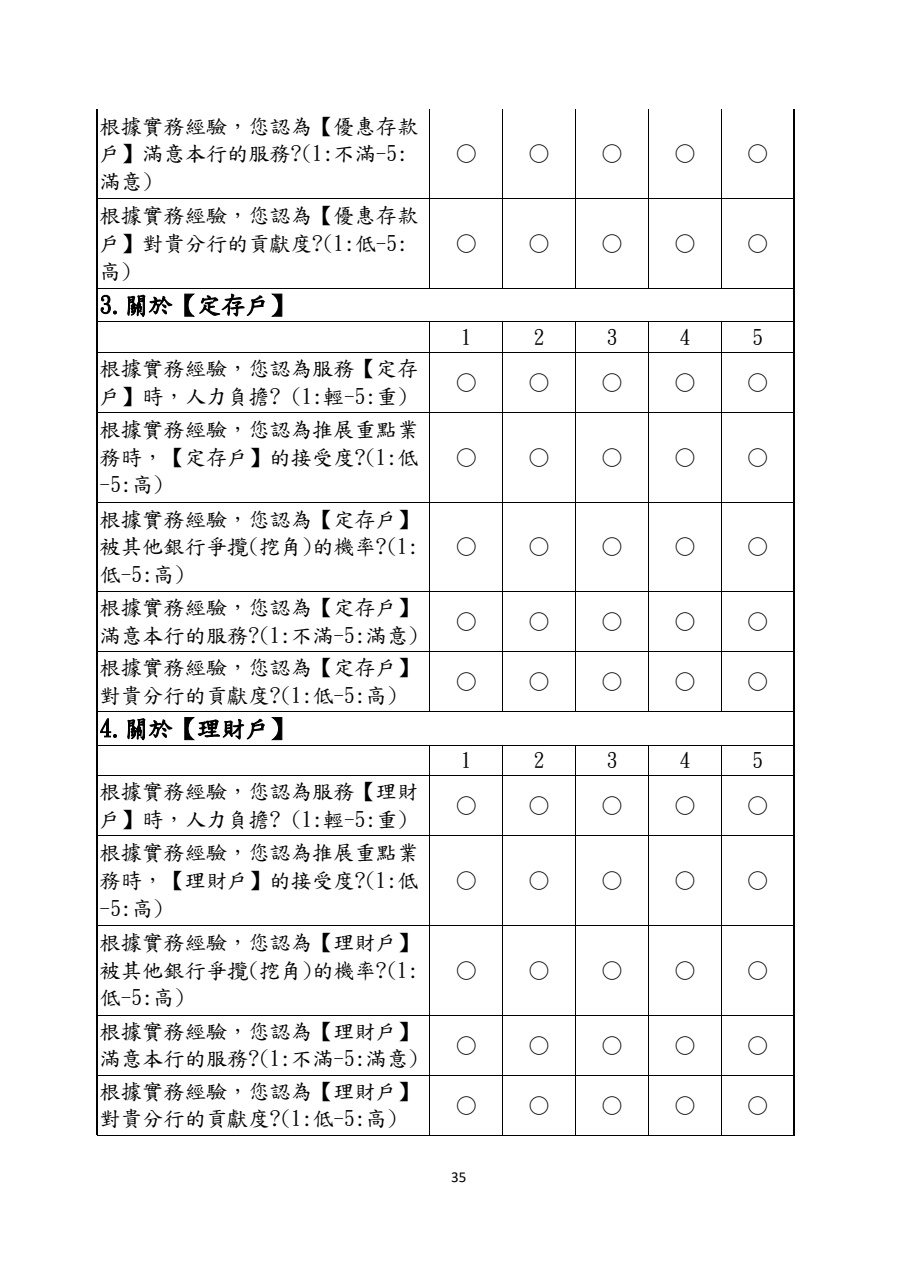 根據實務經驗，您認為【優惠存款
戶】滿意本行的服務?(1:不滿-5:
滿意)
○ ○ ○ ○ ○
根據實務經驗，您認為【優惠存款
戶】對貴分行的貢獻度?(1:低-5:
高)
○ ○ ○ ○ ○
3.關於【定存戶】
1 2 3 4 5
根據實務經驗，您認為服務【定存
戶】時，人力負擔? (1:輕-5:重)
○ ○ ○ ○ ○
根據實務經驗，您認為推展重點業
務時，【定存戶】的接受度?(1:低
-5:高)
○ ○ ○ ○ ○
根據實務經驗，您認為【定存戶】
被其他銀行爭攬(挖角)的機率?(1:
低-5:高)
○ ○ ○ ○ ○
根據實務經驗，您認為【定存戶】
滿意本行的服務?(1:不滿-5:滿意)
○ ○ ○ ○ ○
根據實務經驗，您認為【定存戶】
對貴分行的貢獻度?(1:低-5:高)
○ ○ ○ ○ ○
4.關於【理財戶】
1 2 3 4 5
根據實務經驗，您認為服務【理財
戶】時，人力負擔? (1:輕-5:重)
○ ○ ○ ○ ○
根據實務經驗，您認為推展重點業
務時，【理財戶】的接受度?(1:低
-5:高)
○ ○ ○ ○ ○
根據實務經驗，您認為【理財戶】
被其他銀行爭攬(挖角)的機率?(1:
低-5:高)
○ ○ ○ ○ ○
根據實務經驗，您認為【理財戶】
滿意本行的服務?(1:不滿-5:滿意)
○ ○ ○ ○ ○
根據實務經驗，您認為【理財戶】
對貴分行的貢獻度?(1:低-5:高)
○ ○ ○ ○ ○
35